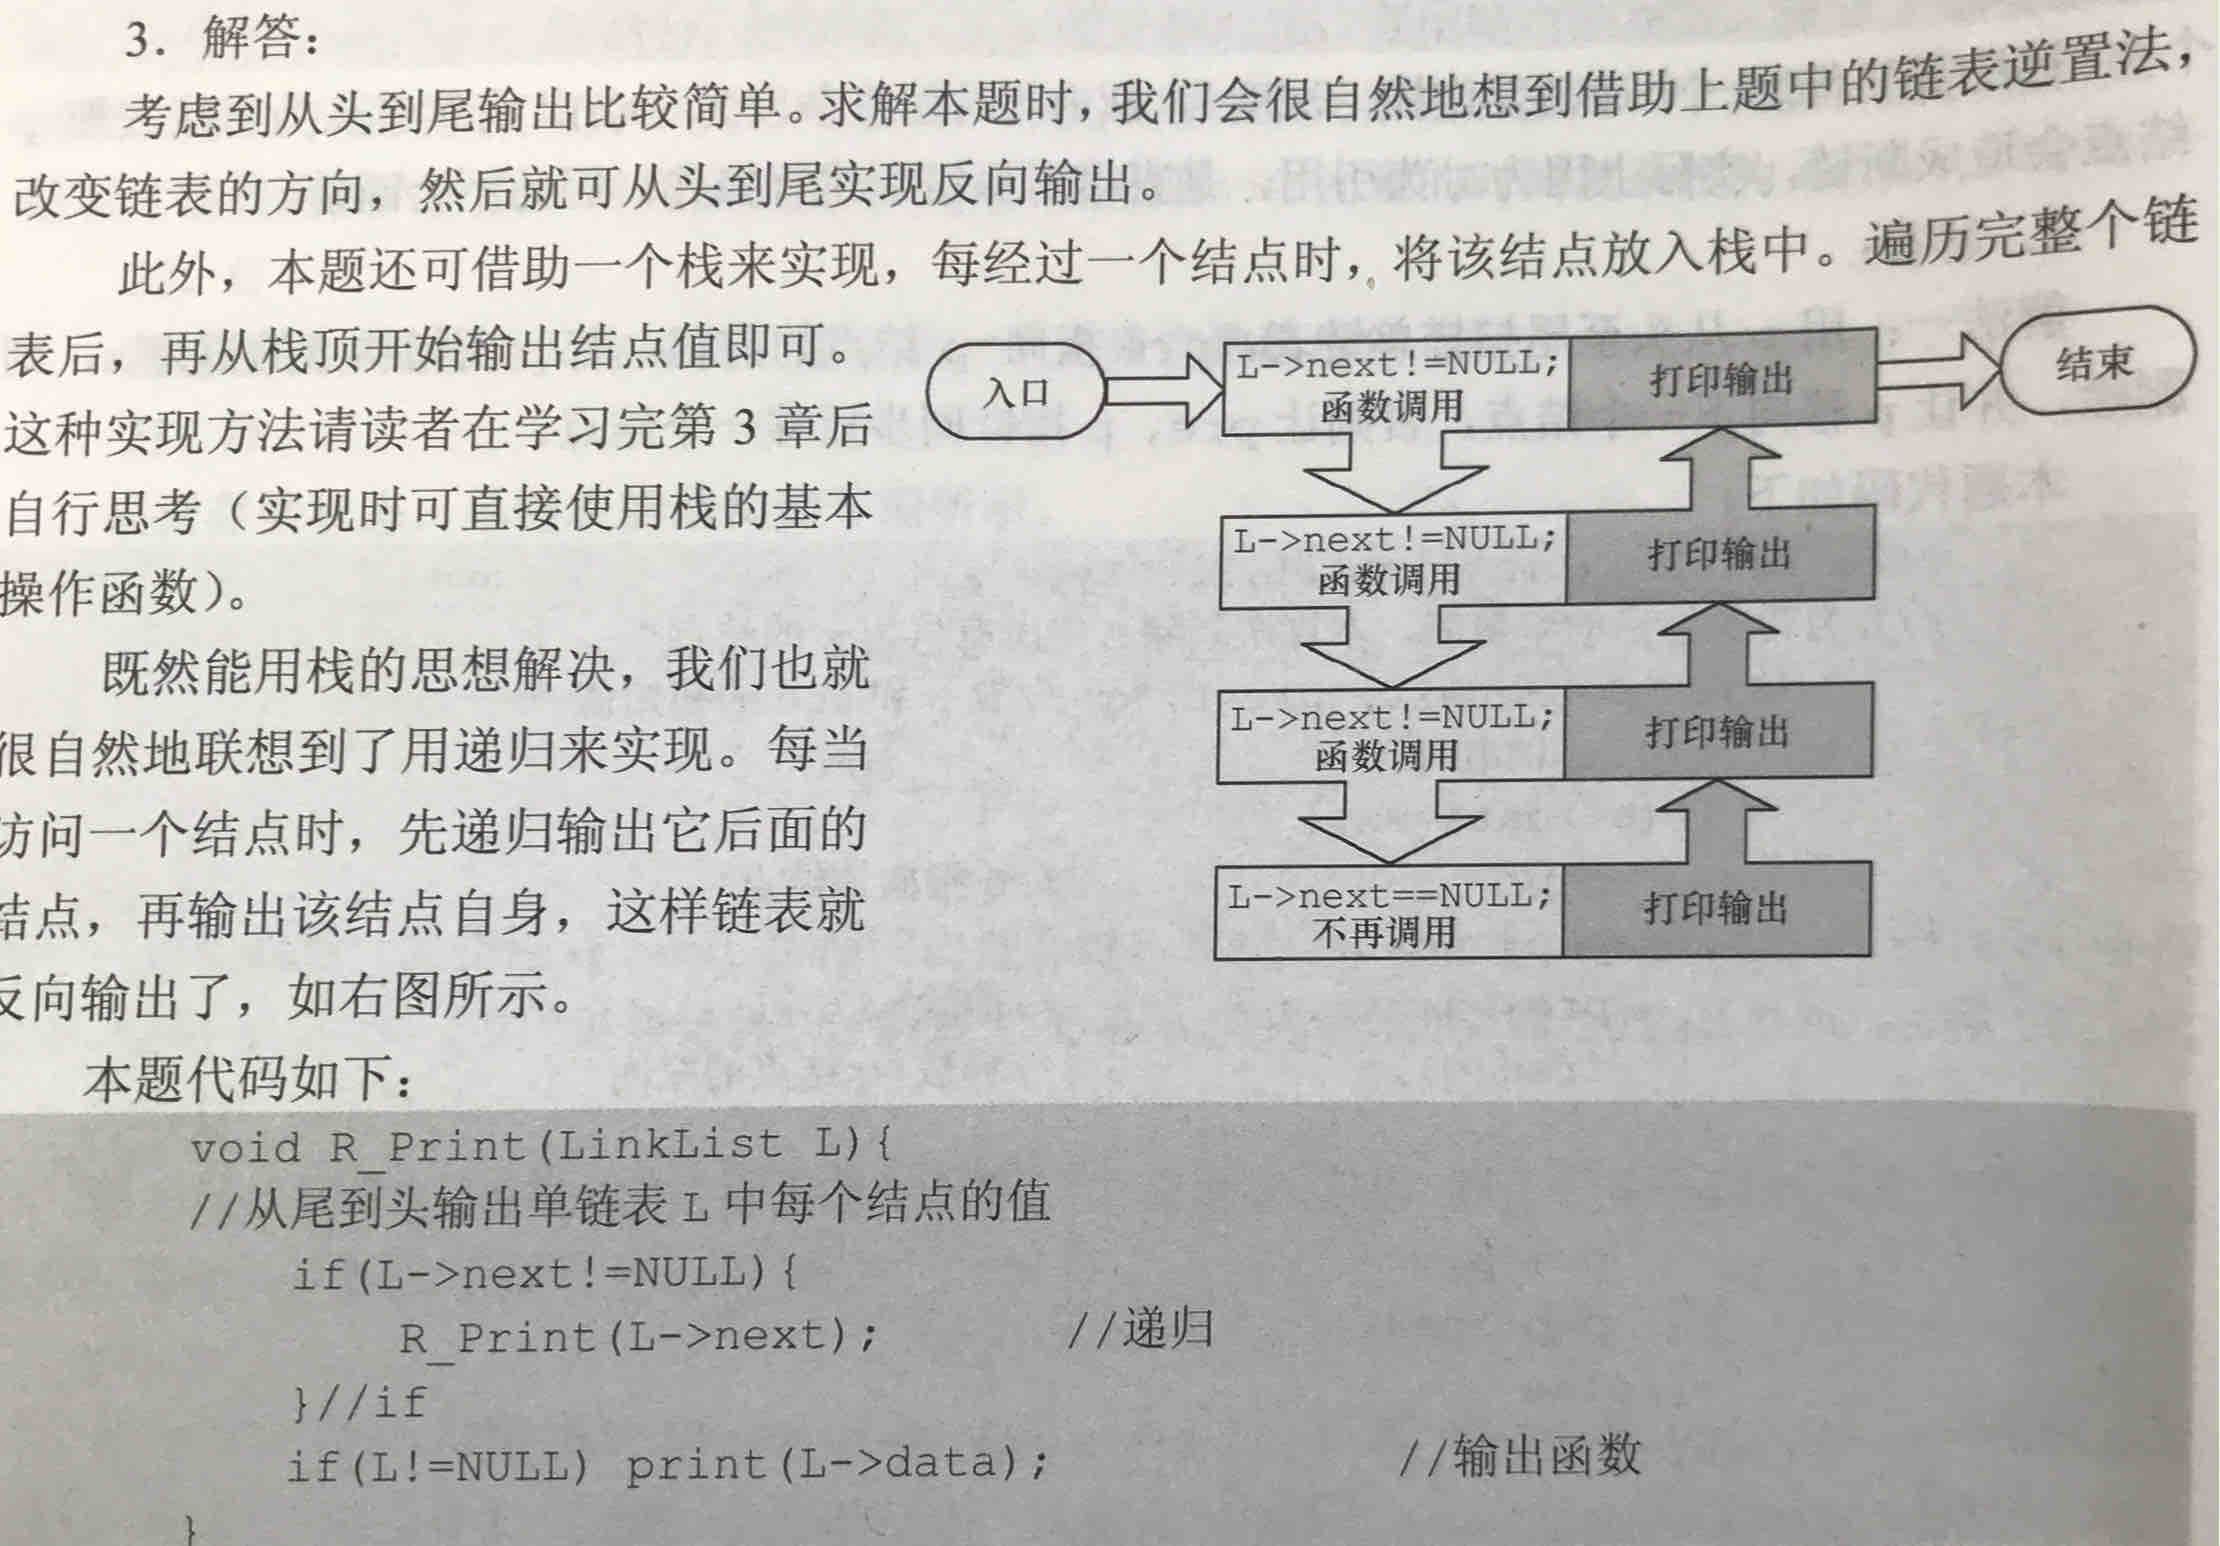 3. 解答：
考虑到从头到尾输出比较简单。求解本题时，我们会很自然地想到借助上题中的链表逆置法，
改变链表的方向，然后就可从头到尾实现反向输出。
此外，本题还可借助一个栈来实现，每经过一个结点时，将该结点放入栈中。遍历完整个链
表后，再从栈顶开始输出结点值即可。
这种实现方法请读者在学习完第 3 章后
自行思考（实现时可直接使用栈的基本
操作函数）。
既然能用栈的思想解决，我们也就
很自然地联想到了用递归来实现。每当
访问一个结点时，先递归输出它后面的
结点，再输出该结点自身，这样链表就
反向输出了，如右图所示。
入口
L->next!=NULL;
函数调用
打印输出
结束
L->next!=NULL;
函数调用
打印输出
L->next!=NULL;
函数调用
打印输出
L->next==NULL;
不再调用
打印输出
本题代码如下：
void R_Print(LinkList L){
//从尾到头输出单链表 L 中每个结点的值
if(L->next!=NULL){
R_Print(L->next); //递归
}//if
if(L!=NULL) print(L->data); //输出函数
}